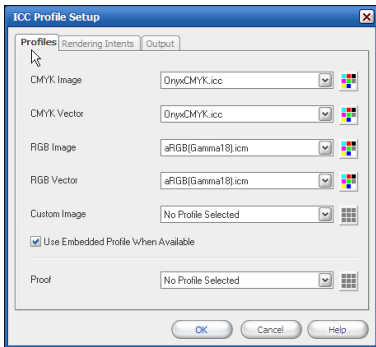 ICC Profile Setup
Profiles Rendering Intents Output
CMYK Image OnyxCMYK.icc
CMYK Vector OnyxCMYK.icc
RGB Image aRGB(Gamma18).icm
RGB Vector aRGB(Gamma18).icm
Custom Image No Profile Selected
Use Embedded Profile When Available
Proof No Profile Selected
OK Cancel Help